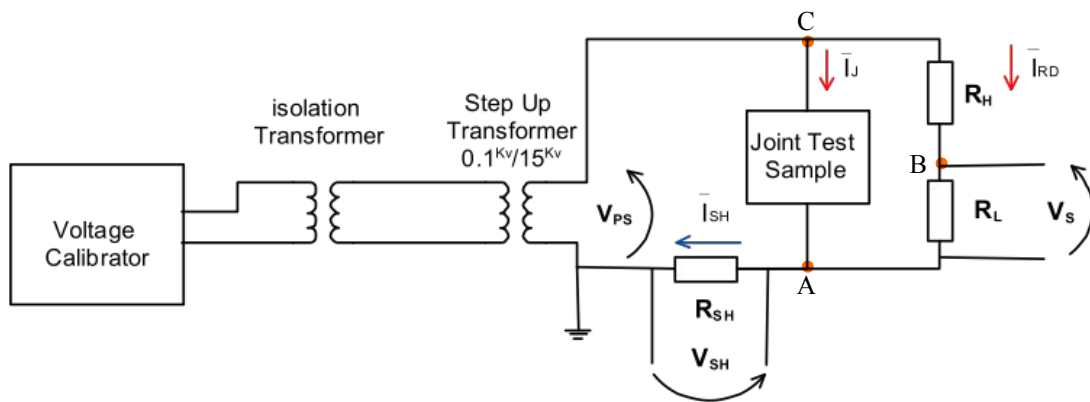 C
Ī_J
Ī_RD
isolation
Transformer
Step Up
Transformer
0.1^Kv/15^Kv
R_H
Joint Test
Sample
B
Voltage
Calibrator
V_PS
Ī_SH
R_L
V_S
A
R_SH
V_SH